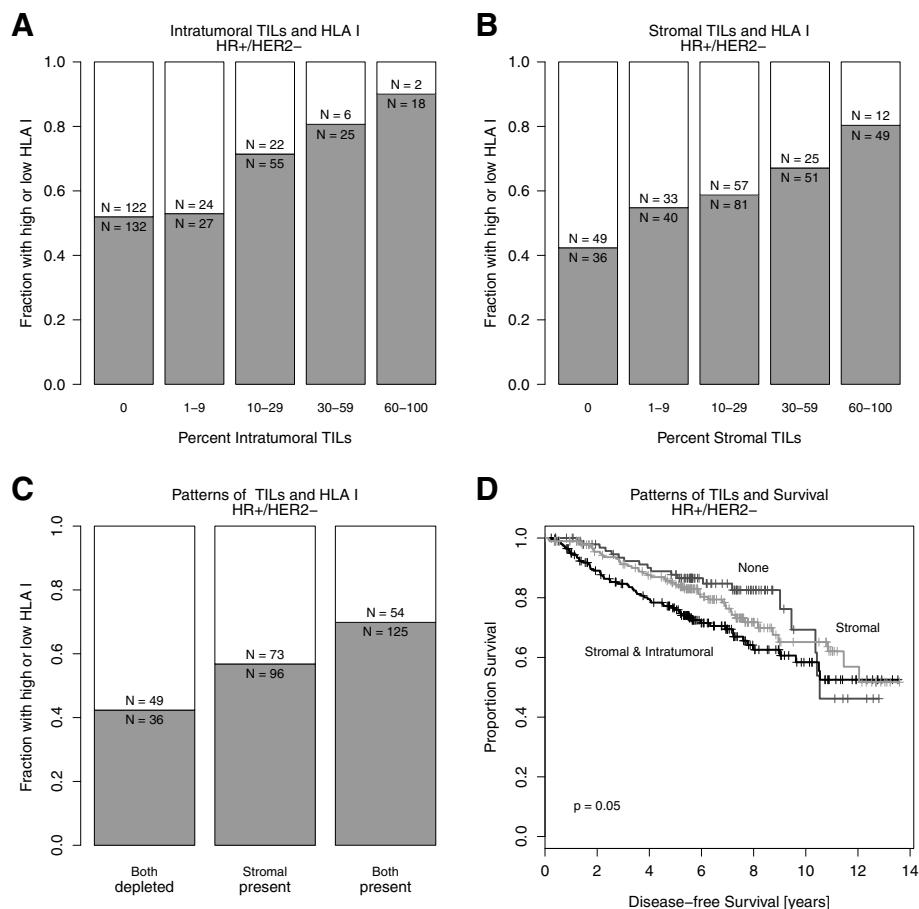 A
Intratumoral TILs and HLA I
HR+/HER2−
Fraction with high or low HLA I
1.0
0.8
0.6
0.4
0.2
0.0
N = 122
N = 132
N = 24
N = 27
N = 22
N = 55
N = 6
N = 25
N = 2
N = 18
0 1−9 10−29 30−59 60−100
Percent Intratumoral TILs
B
Stromal TILs and HLA I
HR+/HER2−
Fraction with high or low HLA I
1.0
0.8
0.6
0.4
0.2
0.0
N = 49
N = 36
N = 33
N = 40
N = 57
N = 81
N = 25
N = 51
N = 12
N = 49
0 1−9 10−29 30−59 60−100
Percent Stromal TILs
C
Patterns of TILs and HLA I
HR+/HER2−
Fraction with high or low HLA I
1.0
0.8
0.6
0.4
0.2
0.0
N = 49
N = 36
N = 73
N = 96
N = 54
N = 125
Both Stromal Both
depleted present present
D
Patterns of TILs and Survival
HR+/HER2−
Proportion Survival
1.0
0.8
0.6
0.4
0.2
0.0
None
Stromal
Stromal & Intratumoral
p = 0.05
0 2 4 6 8 10 12 14
Disease−free Survival [years]